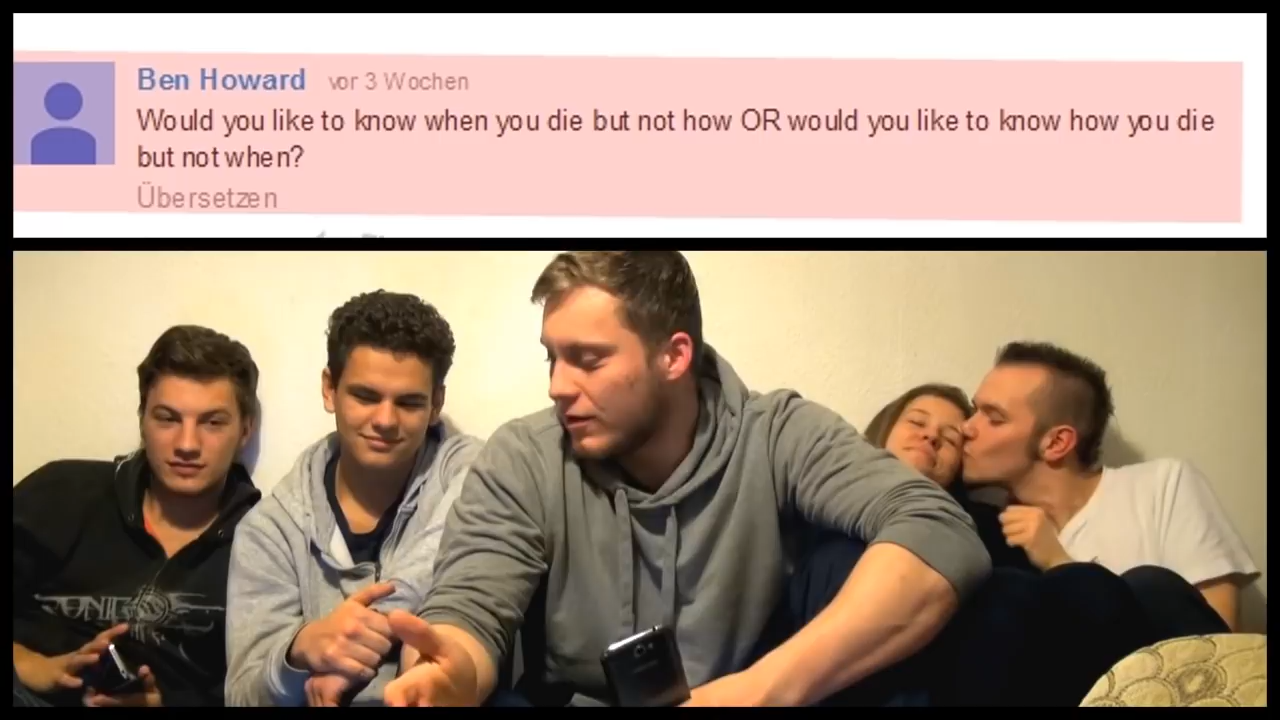 Ben Howard vor 3 Wochen
Would you like to know when you die but not how OR would you like to know how you die
but not when?
Übersetzen